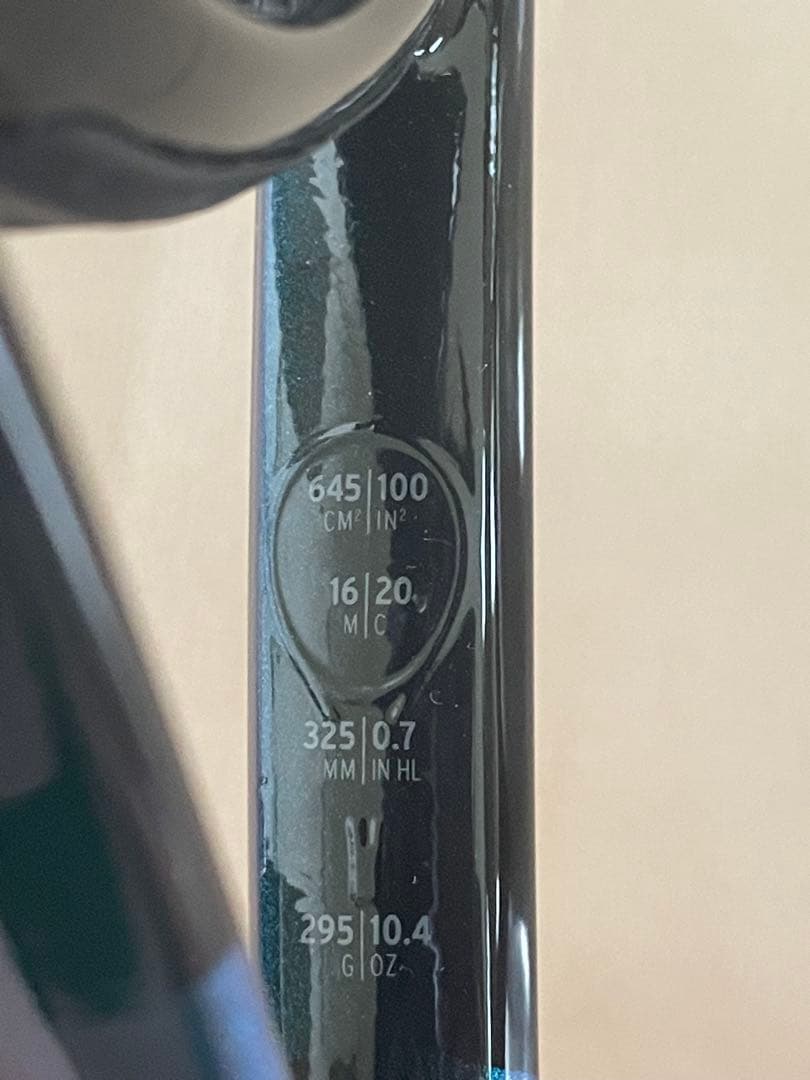 645|100
CM²|IN²
16|20
M|C
325|0.7
MM|IN HL
295|10.4
G|OZ